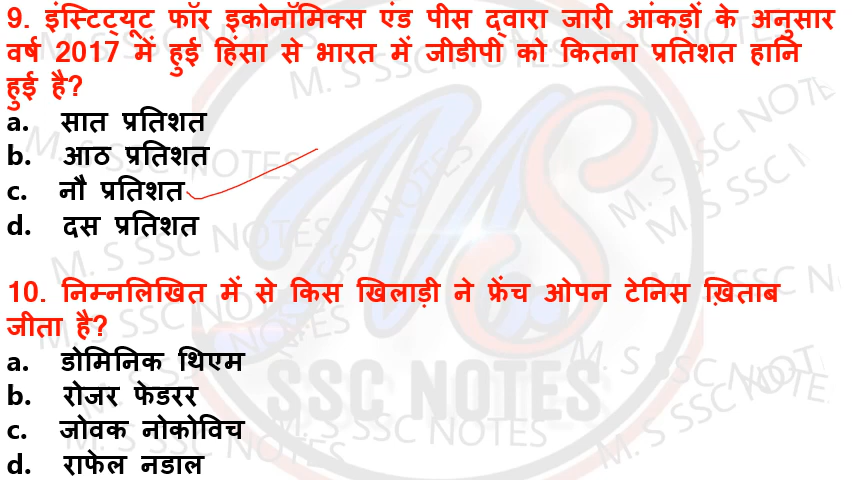 9. इंस्टिट्यूट फॉर इकोनॉमिक्स एंड पीस द्वारा जारी आंकड़ों के अनुसार
वर्ष 2017 में हुई हिंसा से भारत में जीडीपी को कितना प्रतिशत हानि
हुई है?
a. सात प्रतिशत
b. आठ प्रतिशत
c. नौ प्रतिशत
d. दस प्रतिशत
10. निम्नलिखित में से किस खिलाड़ी ने फ्रेंच ओपन टेनिस ख़िताब
जीता है?
a. डोमिनिक थिएम
b. रोजर फेडरर
c. जोवक नोकोविच
d. राफेल नडाल
MS
SSC NOTES